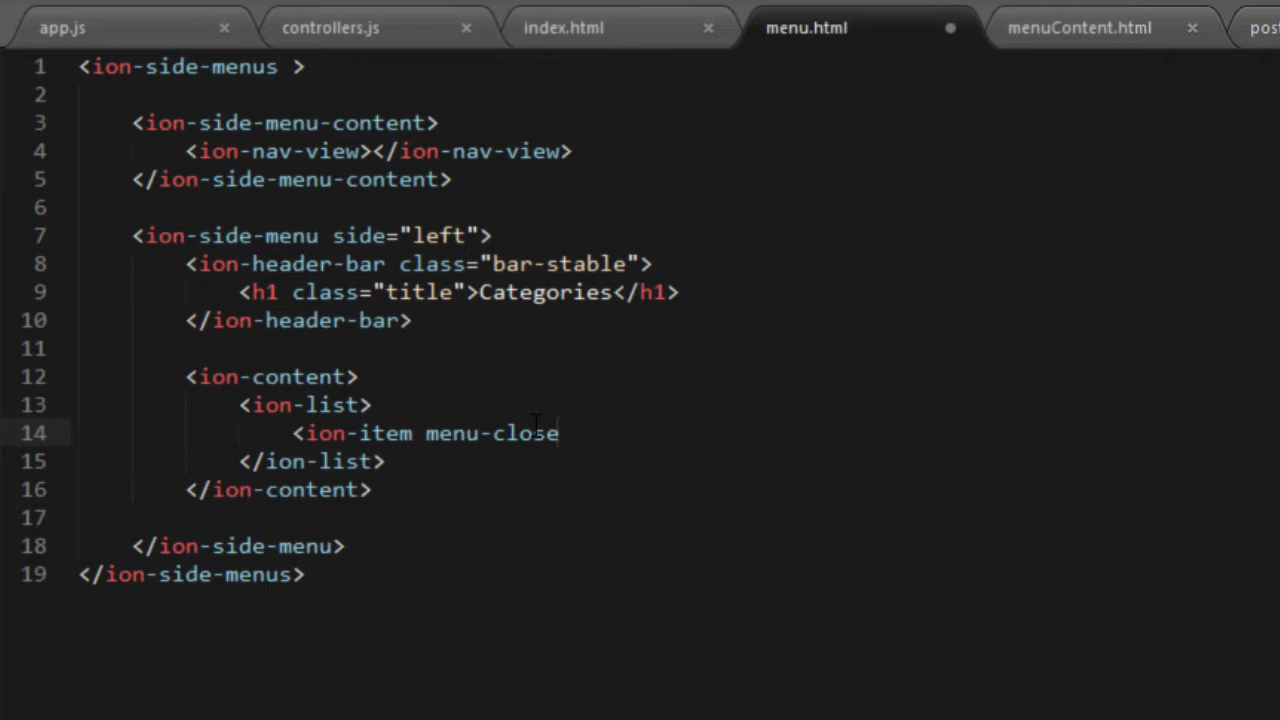 app.js × controllers.js × index.html × menu.html menuContent.html × pos
1 <ion-side-menus >
2
3 <ion-side-menu-content>
4 <ion-nav-view></ion-nav-view>
5 </ion-side-menu-content>
6
7 <ion-side-menu side="left">
8 <ion-header-bar class="bar-stable">
9 <h1 class="title">Categories</h1>
10 </ion-header-bar>
11
12 <ion-content>
13 <ion-list>
14 <ion-item menu-close
15 </ion-list>
16 </ion-content>
17
18 </ion-side-menu>
19 </ion-side-menus>